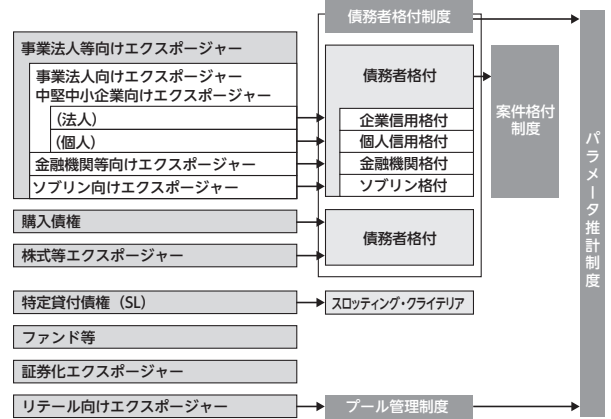 債務者格付制度
事業法人等向けエクスポージャー
事業法人向けエクスポージャー
中堅中小企業向けエクスポージャー
（法人）
（個人）
金融機関等向けエクスポージャー
ソブリン向けエクスポージャー
債務者格付
企業信用格付
個人信用格付
金融機関格付
ソブリン格付
案件格付
制度
パラメータ推計制度
購入債権
株式等エクスポージャー
債務者格付
特定貸付債権（SL）
スロッティング・クライテリア
ファンド等
証券化エクスポージャー
リテール向けエクスポージャー
プール管理制度